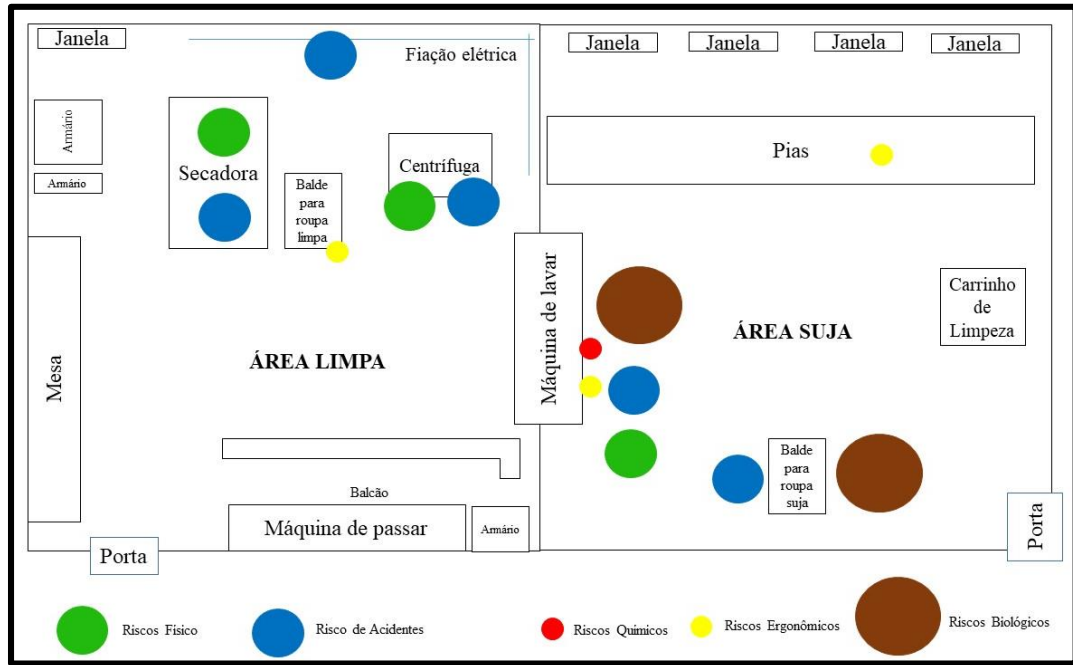 Janela
Fiação elétrica
Janela
Janela
Janela
Janela
Armário
Armário
Secadora
Balde
para
roupa
limpa
Centrífuga
Pias
Mesa
ÁREA LIMPA
Máquina de lavar
ÁREA SUJA
Carrinho
de
Limpeza
Balcão
Máquina de passar
Armário
Balde
para
roupa
suja
Porta
Porta
Riscos Físico
Risco de Acidentes
Riscos Quimicos
Riscos Ergonômicos
Riscos Biológicos